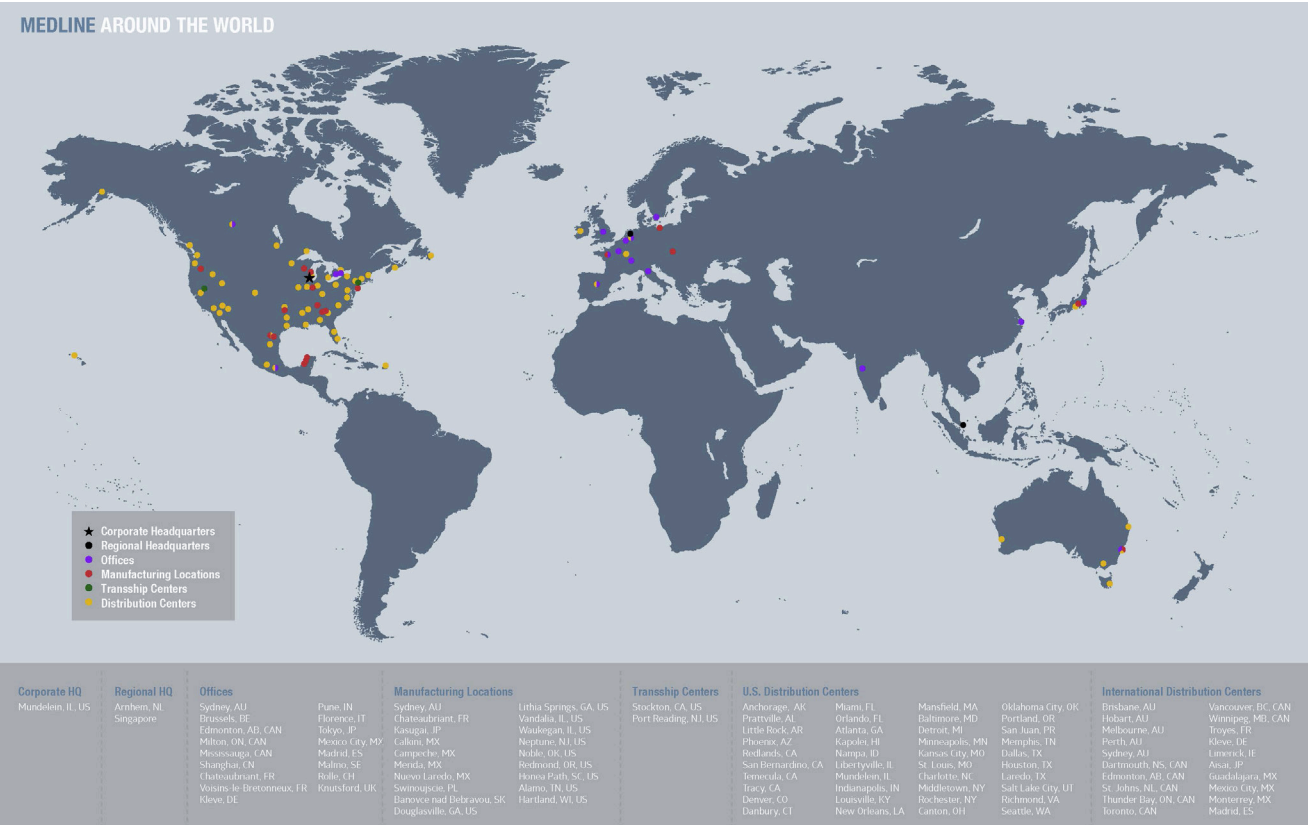 MEDLINE AROUND THE WORLD
Corporate Headquarters
Regional Headquarters
Offices
Manufacturing Locations
Transship Centers
Distribution Centers
Corporate HQ
Mundelein, IL, US
Regional HQ
Arnhem, NL
Singapore
Offices
Sydney, AU
Brussels, BE
Edmonton, AB, CAN
Milton, ON, CAN
Mississauga, CAN
Shanghai, CN
Chateaubriant, FR
Voisins-le-Bretonneux, FR
Kleve, DE
Pune, IN
Florence, IT
Tokyo, JP
Mexico City, MX
Madrid, ES
Malmo, SE
Rolle, CH
Knutsford, UK
Manufacturing Locations
Sydney, AU
Chateaubriant, FR
Kasugai, JP
Calkini, MX
Campeche, MX
Merida, MX
Nuevo Laredo, MX
Swinoujscie, PL
Banovce nad Bebravou, SK
Douglasville, GA, US
Lithia Springs, GA, US
Vandalia, IL, US
Waukegan, IL, US
Neptune, NJ, US
Noble, OK, US
Redmond, OR, US
Honea Path, SC, US
Alamo, TN, US
Hartland, WI, US
Transship Centers
Stockton, CA, US
Port Reading, NJ, US
U.S. Distribution Centers
Anchorage, AK
Prattville, AL
Little Rock, AR
Phoenix, AZ
Redlands, CA
San Bernardino, CA
Temecula, CA
Tracy, CA
Denver, CO
Danbury, CT
Miami, FL
Orlando, FL
Atlanta, GA
Kapolei, HI
Nampa, ID
Libertyville, IL
Mundelein, IL
Indianapolis, IN
Louisville, KY
New Orleans, LA
Mansfield, MA
Baltimore, MD
Detroit, MI
Minneapolis, MN
Kansas City, MO
St. Louis, MO
Charlotte, NC
Middletown, NY
Rochester, NY
Canton, OH
Oklahoma City, OK
Portland, OR
San Juan, PR
Memphis, TN
Dallas, TX
Houston, TX
Laredo, TX
Salt Lake City, UT
Richmond, VA
Seattle, WA
International Distribution Centers
Brisbane, AU
Hobart, AU
Melbourne, AU
Perth, AU
Sydney, AU
Dartmouth, NS, CAN
Edmonton, AB, CAN
St. Johns, NL, CAN
Thunder Bay, ON, CAN
Toronto, CAN
Vancouver, BC, CAN
Winnipeg, MB, CAN
Troyes, FR
Kleve, DE
Limerick, IE
Aisai, JP
Guadalajara, MX
Mexico City, MX
Monterrey, MX
Madrid, ES